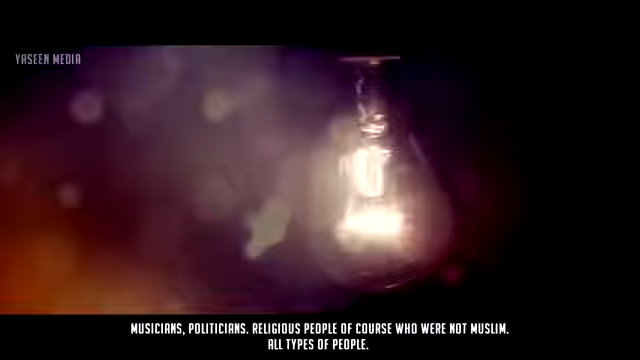 YASEEN MEDIA
MUSICIANS, POLITICIANS. RELIGIOUS PEOPLE OF COURSE WHO WERE NOT MUSLIM.
ALL TYPES OF PEOPLE.